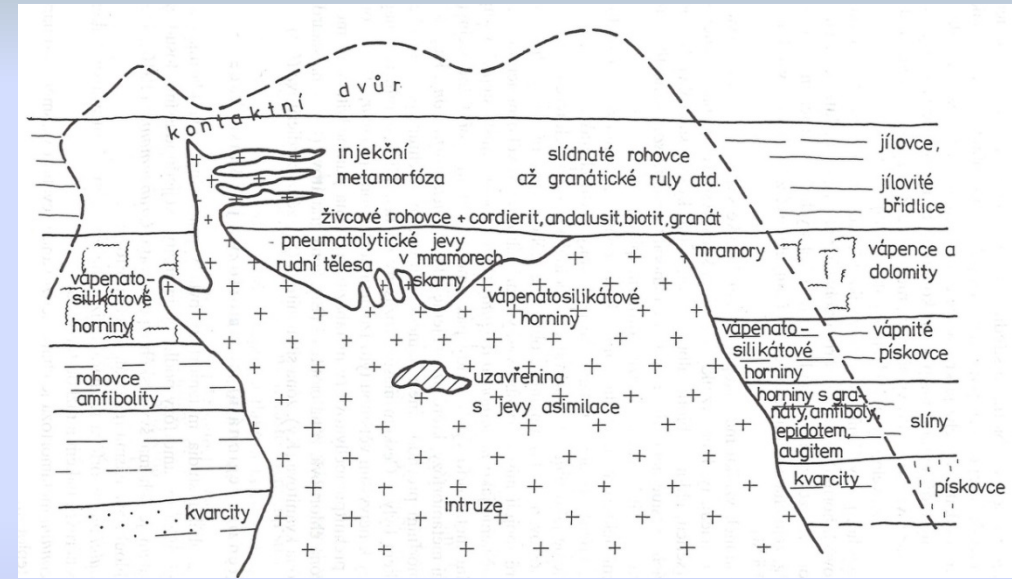 kontaktní dvůr
injekční
metamorfóza
slídnaté rohovce
až granátické ruly atd.
jílovce,
jílovité
břidlice
živcové rohovce + cordierit, andalusit, biotit, granát
pneumatolytické jevy
rudní tělesa v mramorech
skarny
mramory
vápence a
dolomity
vápenato-
silikátové
horniny
vápenatosilikátové
horniny
vápenato-
silikátové
horniny
vápnité
pískovce
rohovce
amfibolity
uzavřenina
s jevy asimilace
horniny s gra-
náty, amfiboly,
epidotem,
augitem
slíny
kvarcity
pískovce
kvarcity
intruze